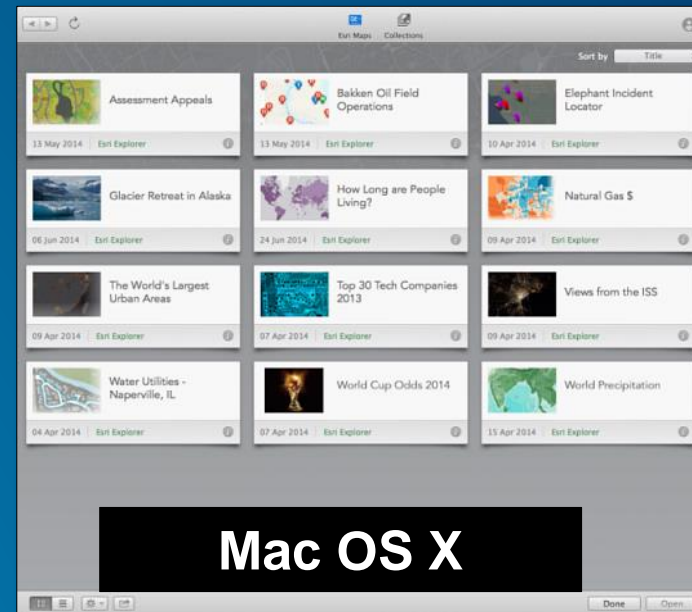 Esri Maps Collections
Sort by Title
Assessment Appeals
13 May 2014 Esri Explorer
Bakken Oil Field
Operations
13 May 2014 Esri Explorer
Elephant Incident
Locator
10 Apr 2014 Esri Explorer
Glacier Retreat in Alaska
06 Jun 2014 Esri Explorer
How Long are People
Living?
24 Jun 2014 Esri Explorer
Natural Gas $
09 Apr 2014 Esri Explorer
The World's Largest
Urban Areas
09 Apr 2014 Esri Explorer
Top 30 Tech Companies
2013
07 Apr 2014 Esri Explorer
Views from the ISS
09 Apr 2014 Esri Explorer
Water Utilities -
Naperville, IL
04 Apr 2014 Esri Explorer
World Cup Odds 2014
07 Apr 2014 Esri Explorer
World Precipitation
15 Apr 2014 Esri Explorer
Mac OS X
Done Open